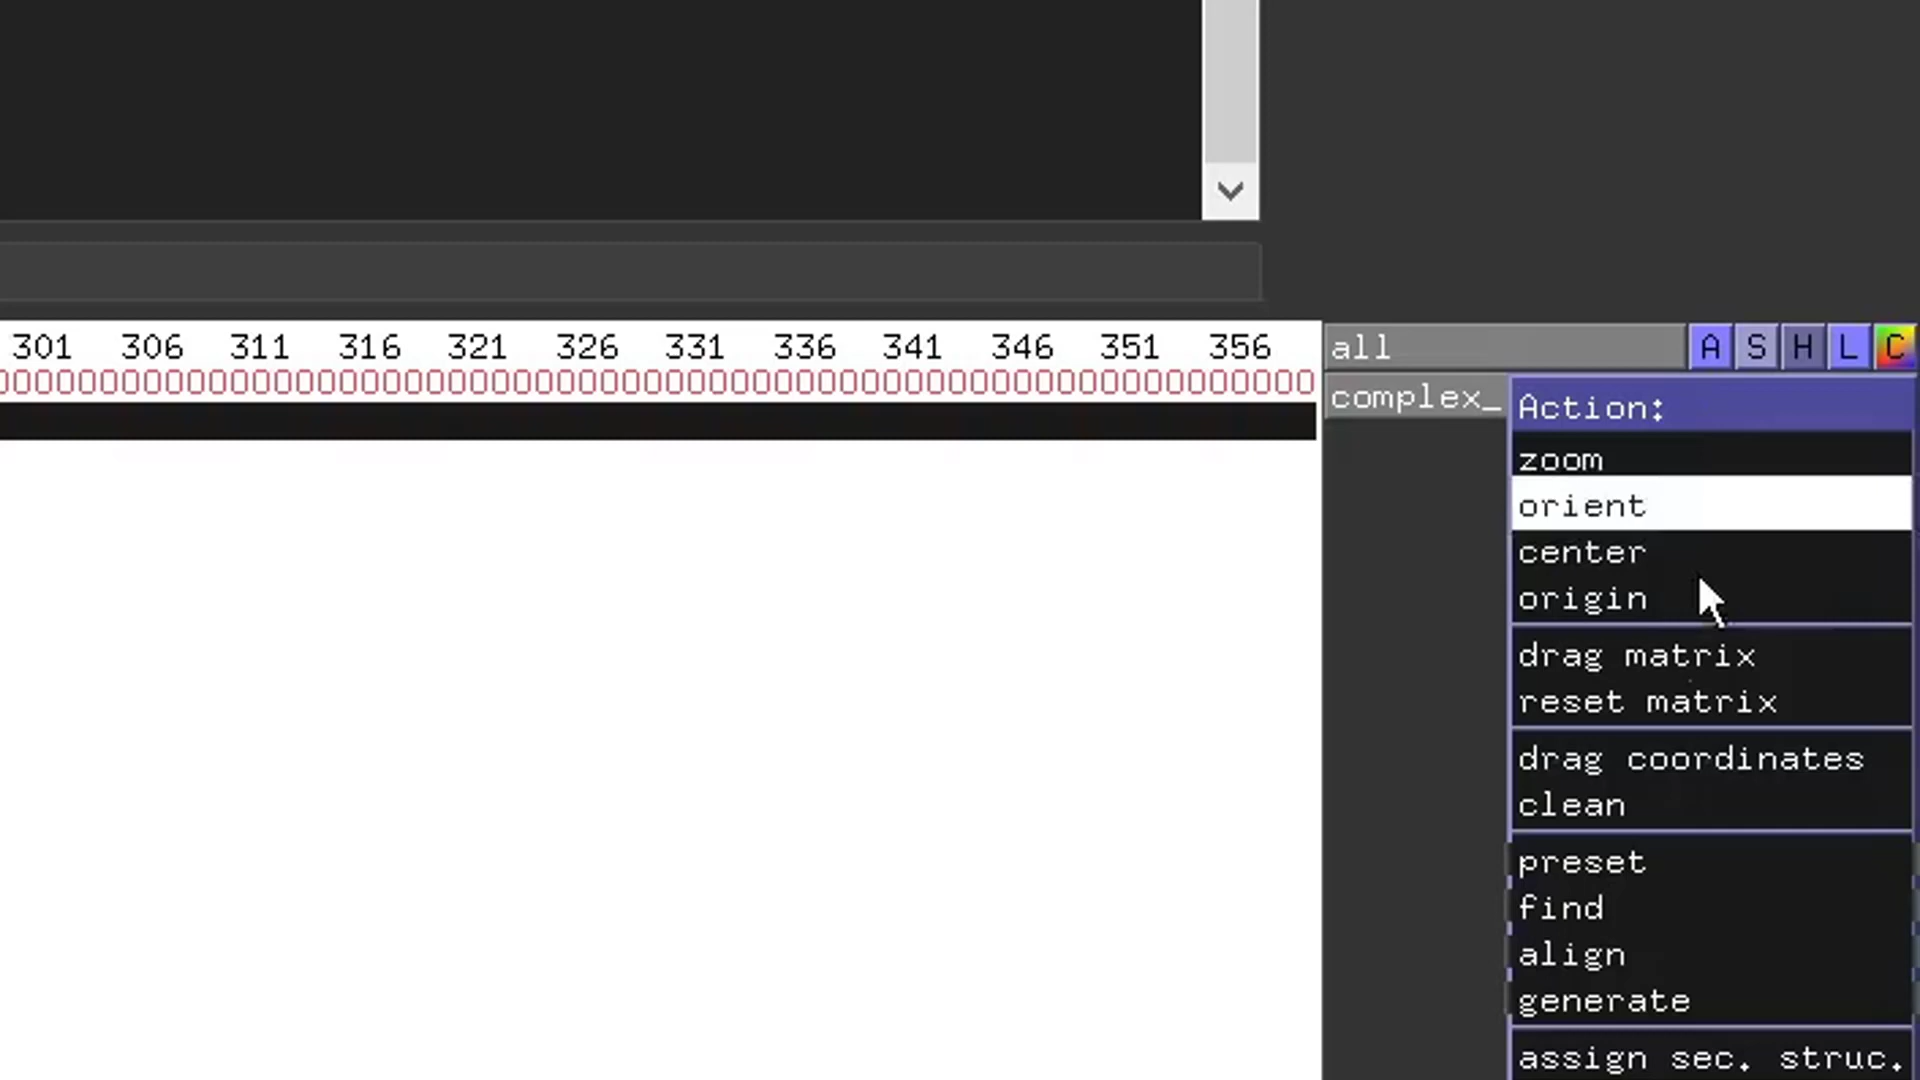 301 306 311 316 321 326 331 336 341 346 351 356
all A S H L C
OOOOOOOOOOOOOOOOOOOOOOOOOOOOOOOOOOOOOOOOOOOOOOOOOOOOOOOOOOOO
complex_
Action:
zoom
orient
center
origin
drag matrix
reset matrix
drag coordinates
clean
preset
find
align
generate
assign sec. struc.